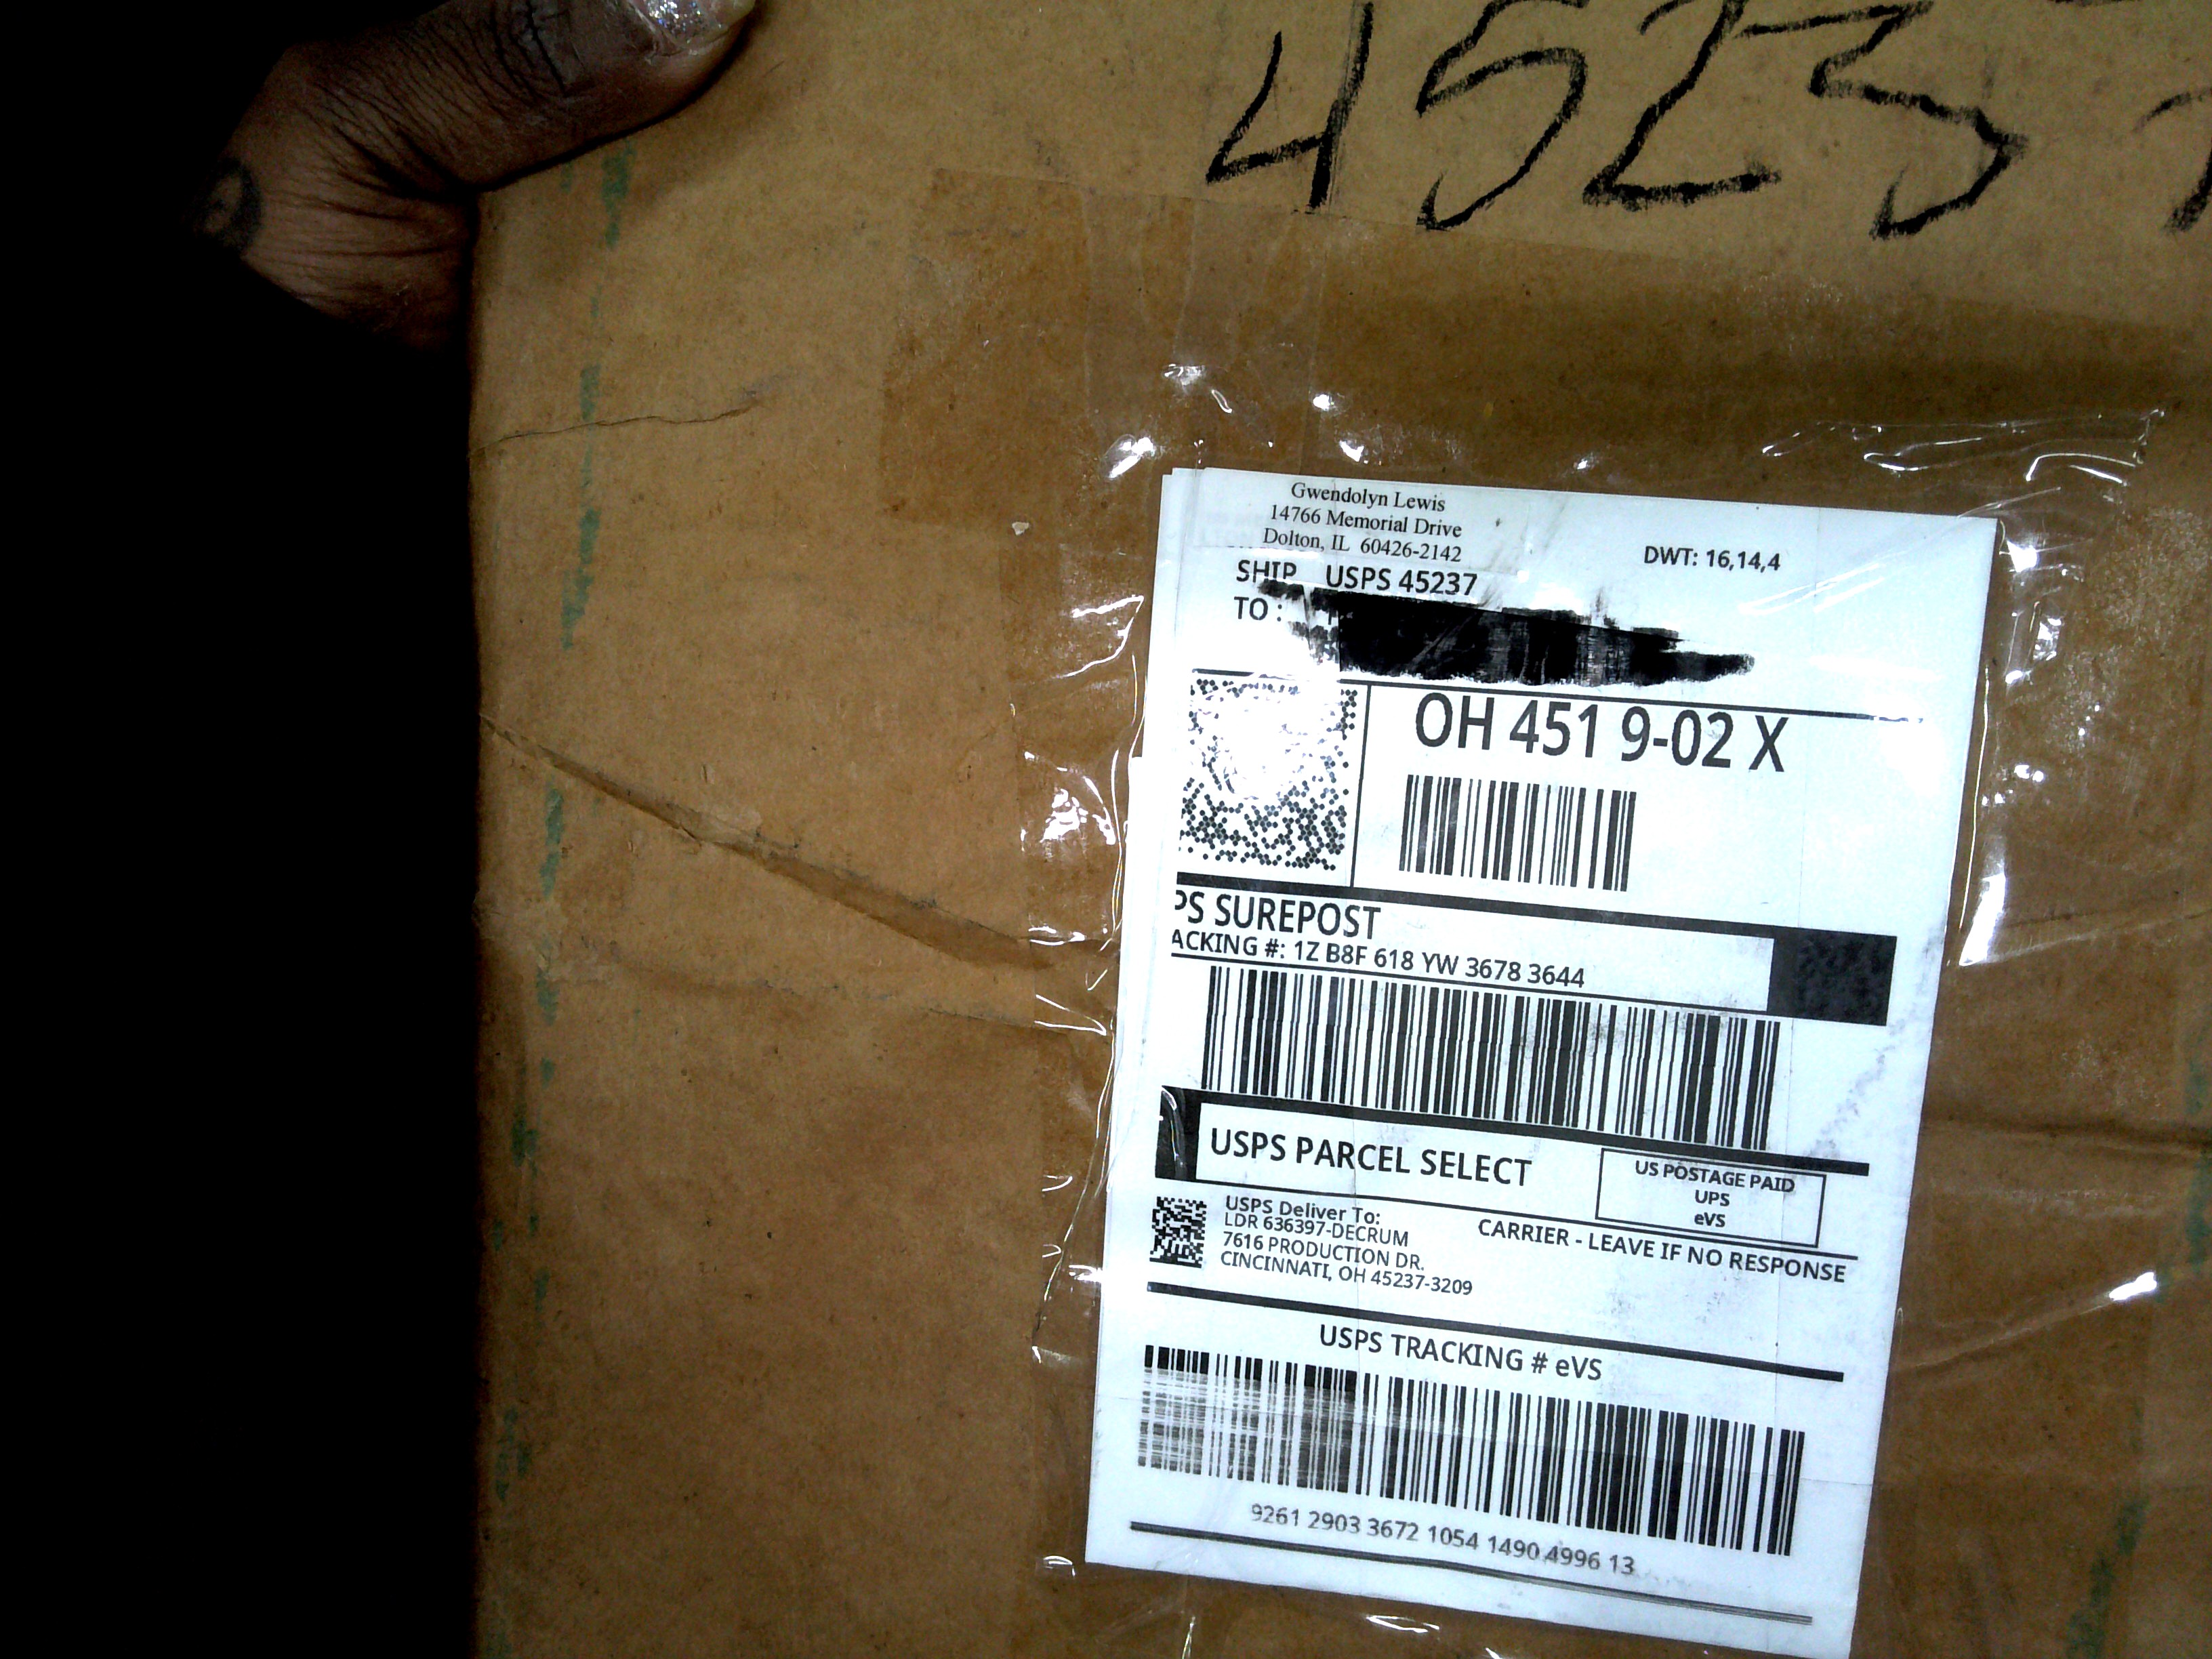 4523
Gwendolyn Lewis
14766 Memorial Drive
Dolton, IL 60426-2142
DWT: 16,14,4
SHIP USPS 45237
TO :
OH 451 9-02 X
PS SUREPOST
ACKING #: 1Z B8F 618 YW 3678 3644
USPS PARCEL SELECT
US POSTAGE PAID
UPS
eVS
USPS Deliver To:
LDR 636397-DECRUM
7616 PRODUCTION DR.
CINCINNATI, OH 45237-3209
CARRIER - LEAVE IF NO RESPONSE
USPS TRACKING # eVS
9261 2903 3672 1054 1490 4996 13